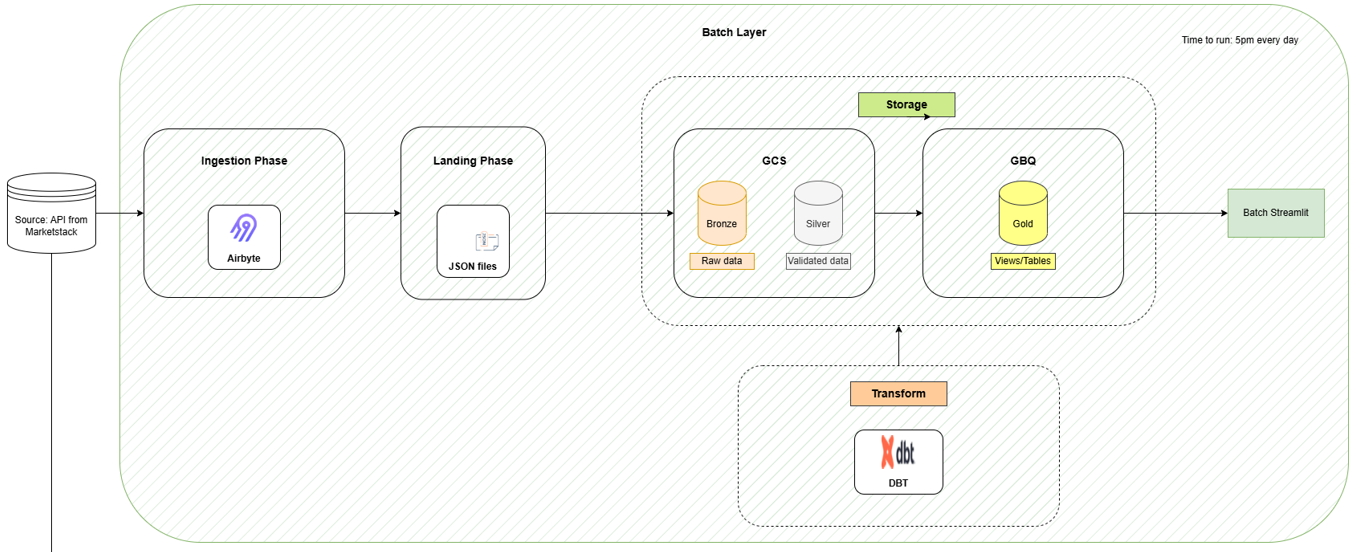 Batch Layer
Time to run: 5pm every day
Storage
Ingestion Phase
Landing Phase
GCS
GBQ
Source: API from
Marketstack
Airbyte
JSON files
Bronze
Silver
Gold
Raw data
Validated data
Views/Tables
Batch Streamlit
Transform
dbt
DBT